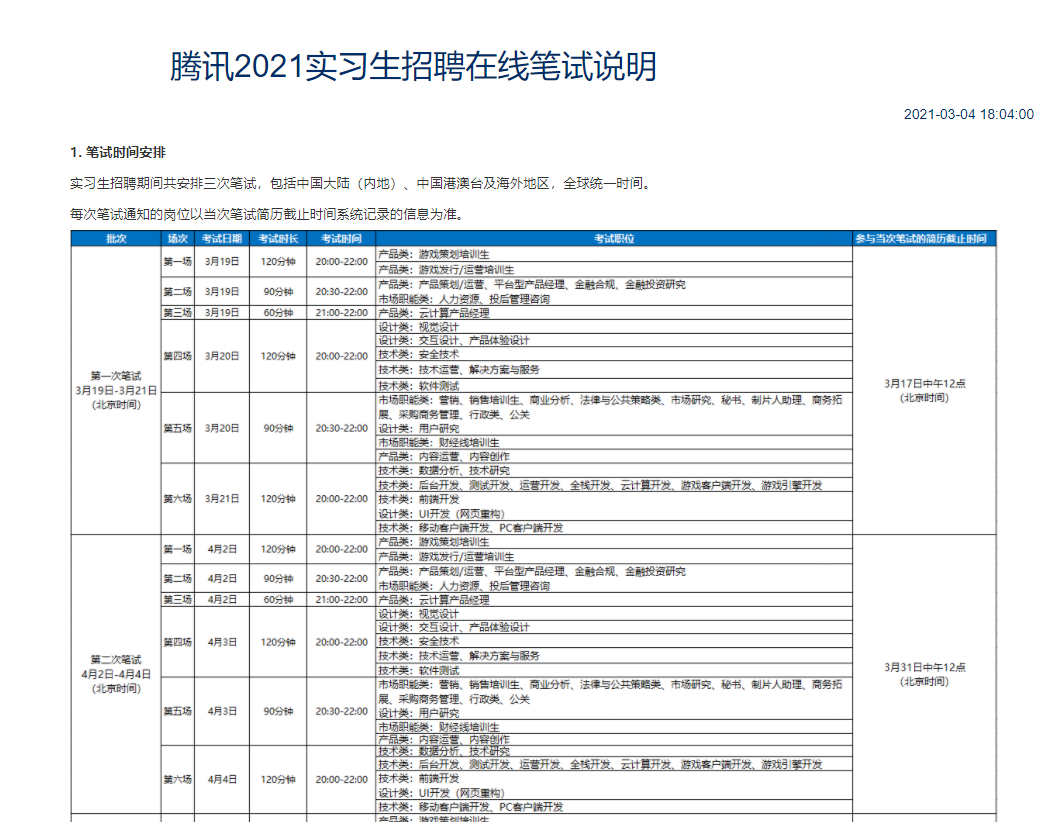 腾讯2021实习生招聘在线笔试说明
2021-03-04 18:04:00
1. 笔试时间安排
实习生招聘期间共安排三次笔试，包括中国大陆（内地）、中国港澳台及海外地区，全球统一时间。
每次笔试通知的岗位以当次笔试简历截止时间系统记录的信息为准。
批次 场次 考试日期 考试时长 考试时间 考试职位 参与当次笔试的简历截止时间
第一次笔试
3月19日-3月21日
（北京时间）
第一场 3月19日 120分钟 20:00-22:00
产品类：游戏策划培训生
产品类：游戏发行/运营培训生
第二场 3月19日 90分钟 20:30-22:00
产品类：产品策划/运营、平台型产品经理、金融合规、金融投资研究
市场职能类：人力资源、投后管理咨询
第三场 3月19日 60分钟 21:00-22:00 产品类：云计算产品经理
第四场 3月20日 120分钟 20:00-22:00
设计类：视觉设计
设计类：交互设计、产品体验设计
技术类：安全技术
技术类：技术运营、解决方案与服务
技术类：软件测试
第五场 3月20日 90分钟 20:30-22:00
市场职能类：营销、销售培训生、商业分析、法律与公共策略类、市场研究、秘书、制片人助理、商务拓
展、采购商务管理、行政类、公关
设计类：用户研究
市场职能类：财经线培训生
产品类：内容运营、内容创作
第六场 3月21日 120分钟 20:00-22:00
技术类：数据分析、技术研究
技术类：后台开发、测试开发、运营开发、全栈开发、云计算开发、游戏客户端开发、游戏引擎开发
技术类：前端开发
设计类：UI开发（网页重构）
技术类：移动客户端开发、PC客户端开发
3月17日中午12点
（北京时间）
第二次笔试
4月2日-4月4日
（北京时间）
第一场 4月2日 120分钟 20:00-22:00
产品类：游戏策划培训生
产品类：游戏发行/运营培训生
第二场 4月2日 90分钟 20:30-22:00
产品类：产品策划/运营、平台型产品经理、金融合规、金融投资研究
市场职能类：人力资源、投后管理咨询
第三场 4月2日 60分钟 21:00-22:00 产品类：云计算产品经理
第四场 4月3日 120分钟 20:00-22:00
设计类：视觉设计
设计类：交互设计、产品体验设计
技术类：安全技术
技术类：技术运营、解决方案与服务
技术类：软件测试
第五场 4月3日 90分钟 20:30-22:00
市场职能类：营销、销售培训生、商业分析、法律与公共策略类、市场研究、秘书、制片人助理、商务拓
展、采购商务管理、行政类、公关
设计类：用户研究
市场职能类：财经线培训生
产品类：内容运营、内容创作
第六场 4月4日 120分钟 20:00-22:00
技术类：数据分析、技术研究
技术类：后台开发、测试开发、运营开发、全栈开发、云计算开发、游戏客户端开发、游戏引擎开发
技术类：前端开发
设计类：UI开发（网页重构）
技术类：移动客户端开发、PC客户端开发
3月31日中午12点
（北京时间）